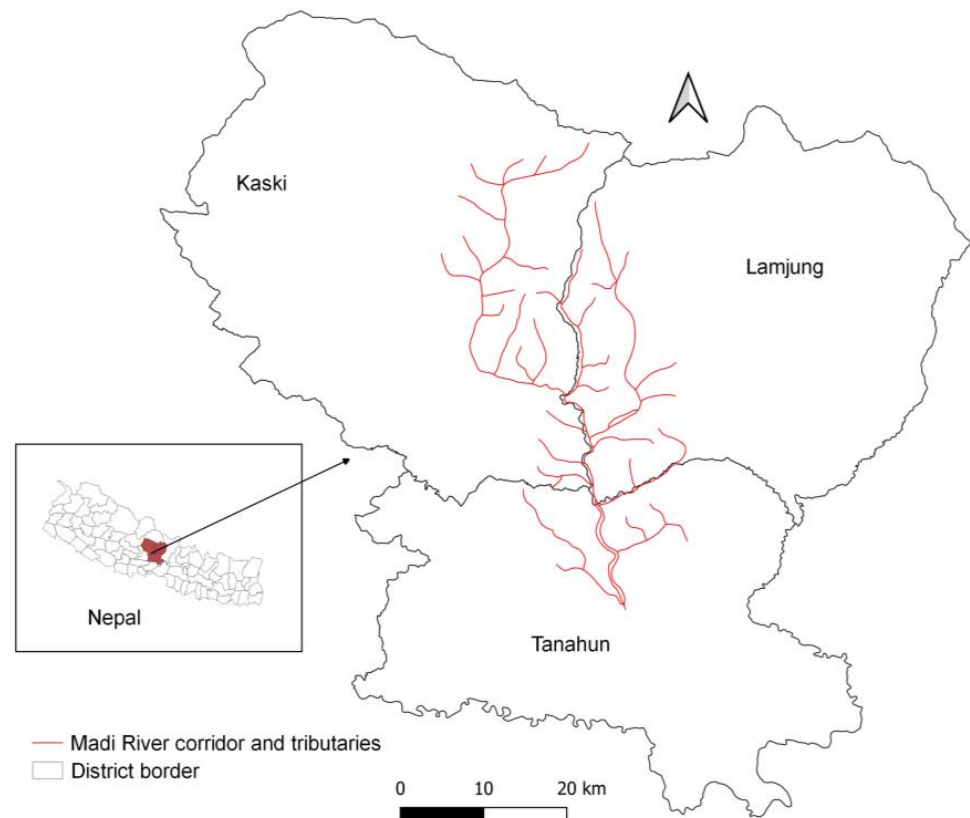 Kaski
Lamjung
Nepal
Tanahun
Madi River corridor and tributaries
District border
0 10 20 km